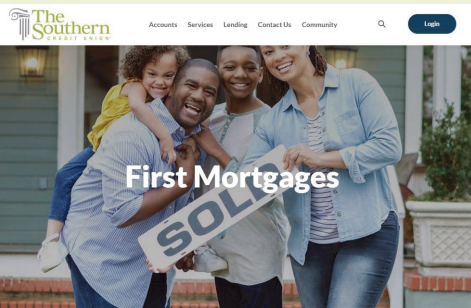 The
Southern
CREDIT UNION
Accounts Services Lending Contact Us Community
Login
First Mortgages
SOLD